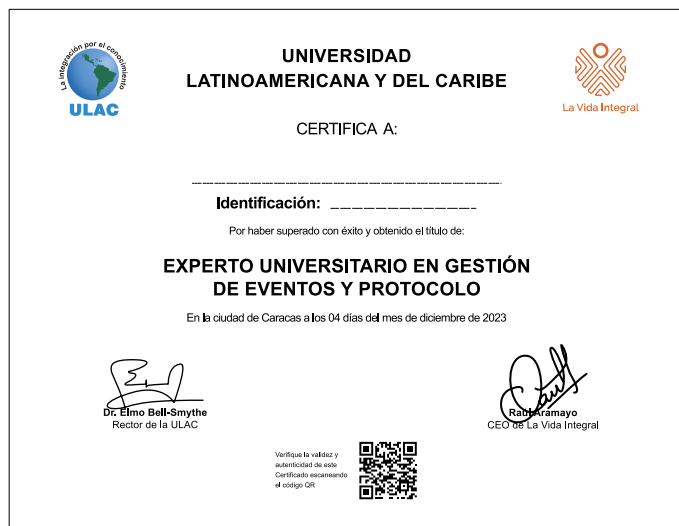 La integración por el conocimiento
ULAC
UNIVERSIDAD
LATINOAMERICANA Y DEL CARIBE
La Vida Integral
CERTIFICA A:
Identificación:
Por haber superado con éxito y obtenido el título de:
EXPERTO UNIVERSITARIO EN GESTIÓN
DE EVENTOS Y PROTOCOLO
En la ciudad de Caracas a los 04 días del mes de diciembre de 2023
Dr. Elmo Bell-Smythe
Rector de la ULAC
Raúl Aramayo
CEO de La Vida Integral
Verifique la validez y
autenticidad de este
Certificado escaneando
el código QR